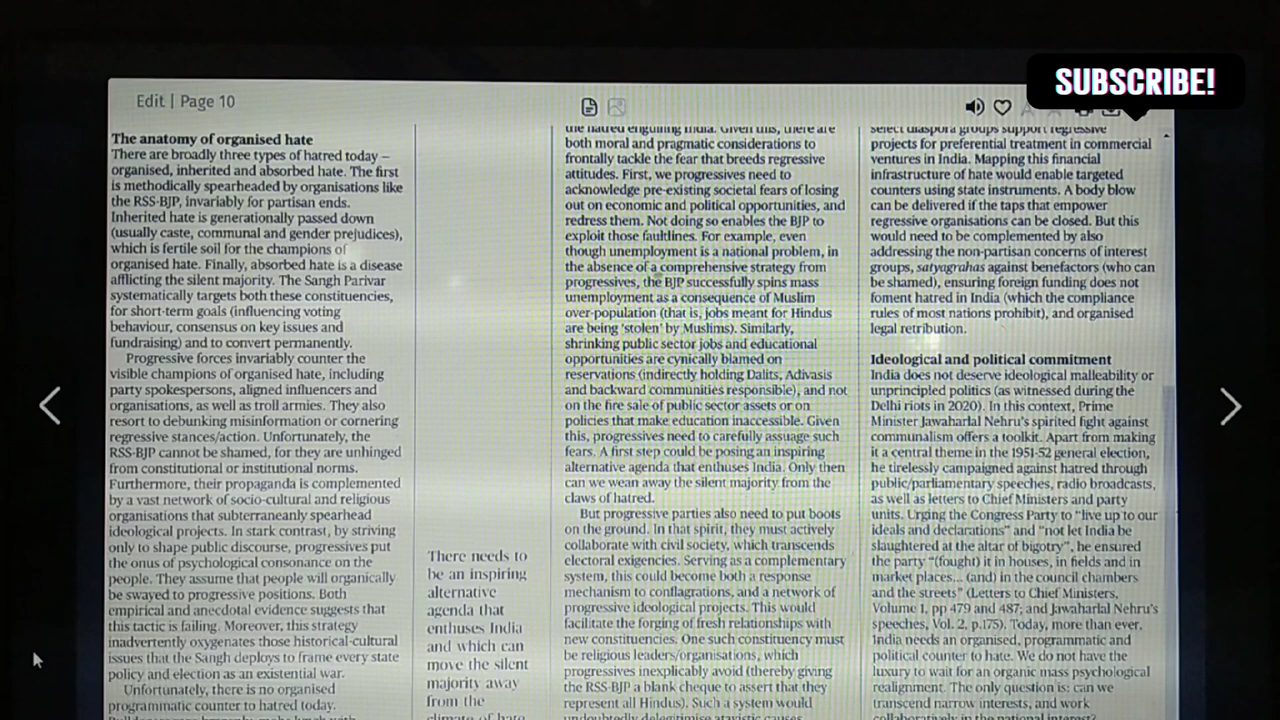 SUBSCRIBE!
Edit | Page 10
The anatomy of organised hate
There are broadly three types of hatred today –
organised, inherited and absorbed hate. The first
is methodically spearheaded by organisations like
the RSS-BJP, invariably for partisan ends.
Inherited hate is generationally passed down
(usually caste, communal and gender prejudices),
which is fertile soil for the champions of
organised hate. Finally, absorbed hate is a disease
afflicting the silent majority. The Sangh Parivar
systematically targets both these constituencies,
for short-term goals (influencing voting
behaviour, consensus on key issues and
fundraising) and to convert permanently.
Progressive forces invariably counter the
visible champions of organised hate, including
party spokespersons, aligned influencers and
organisations, as well as troll armies. They also
resort to debunking misinformation or cornering
regressive stances/action. Unfortunately, the
RSS-BJP cannot be shamed, for they are unhinged
from constitutional or institutional norms.
Furthermore, their propaganda is complemented
by a vast network of socio-cultural and religious
organisations that subterraneanly spearhead
ideological projects. In stark contrast, by striving
only to shape public discourse, progressives put
the onus of psychological consonance on the
people. They assume that people will organically
be swayed to progressive positions. Both
empirical and anecdotal evidence suggests that
this tactic is failing. Moreover, this strategy
inadvertently oxygenates those historical-cultural
issues that the Sangh deploys to frame every state
policy and election as an existential war.
Unfortunately, there is no organised
programmatic counter to hatred today.
There needs to
be an inspiring
alternative
agenda that
enthuses India
and which can
move the silent
majority away
from the
climate of hate
the hatred engulfing India. Given this, there are
both moral and pragmatic considerations to
frontally tackle the fear that breeds regressive
attitudes. First, we progressives need to
acknowledge pre-existing societal fears of losing
out on economic and political opportunities, and
redress them. Not doing so enables the BJP to
exploit those faultlines. For example, even
though unemployment is a national problem, in
the absence of a comprehensive strategy from
progressives, the BJP successfully spins mass
unemployment as a consequence of Muslim
over-population (that is, jobs meant for Hindus
are being 'stolen' by Muslims). Similarly,
shrinking public sector jobs and educational
opportunities are cynically blamed on
reservations (indirectly holding Dalits, Adivasis
and backward communities responsible), and not
on the fire sale of public sector assets or on
policies that make education inaccessible. Given
this, progressives need to carefully assuage such
fears. A first step could be posing an inspiring
alternative agenda that enthuses India. Only then
can we wean away the silent majority from the
claws of hatred.
But progressive parties also need to put boots
on the ground. In that spirit, they must actively
collaborate with civil society, which transcends
electoral exigencies. Serving as a complementary
system, this could become both a response
mechanism to conflagrations, and a network of
progressive ideological projects. This would
facilitate the forging of fresh relationships with
new constituencies. One such constituency must
be religious leaders/organisations, which
progressives inexplicably avoid (thereby giving
the RSS-BJP a blank cheque to assert that they
represent all Hindus). Such a system would
undoubtedly delegitimise atavistic causes
select diaspora groups support regressive
projects for preferential treatment in commercial
ventures in India. Mapping this financial
infrastructure of hate would enable targeted
counters using state instruments. A body blow
can be delivered if the taps that empower
regressive organisations can be closed. But this
would need to be complemented by also
addressing the non-partisan concerns of interest
groups, satyagrahas against benefactors (who can
be shamed), ensuring foreign funding does not
foment hatred in India (which the compliance
rules of most nations prohibit), and organised
legal retribution.
Ideological and political commitment
India does not deserve ideological malleability or
unprincipled politics (as witnessed during the
Delhi riots in 2020). In this context, Prime
Minister Jawaharlal Nehru's spirited fight against
communalism offers a toolkit. Apart from making
it a central theme in the 1951-52 general election,
he tirelessly campaigned against hatred through
public/parliamentary speeches, radio broadcasts,
as well as letters to Chief Ministers and party
units. Urging the Congress Party to "live up to our
ideals and declarations" and "not let India be
slaughtered at the altar of bigotry", he ensured
the party "(fought) it in houses, in fields and in
market places... (and) in the council chambers
and the streets" (Letters to Chief Ministers,
Volume 1, pp 479 and 487; and Jawaharlal Nehru's
speeches, Vol. 2, p.175). Today, more than ever,
India needs an organised, programmatic and
political counter to hate. We do not have the
luxury to wait for an organic mass psychological
realignment. The only question is: can we
transcend narrow interests, and work
collaboratively in the national interest?